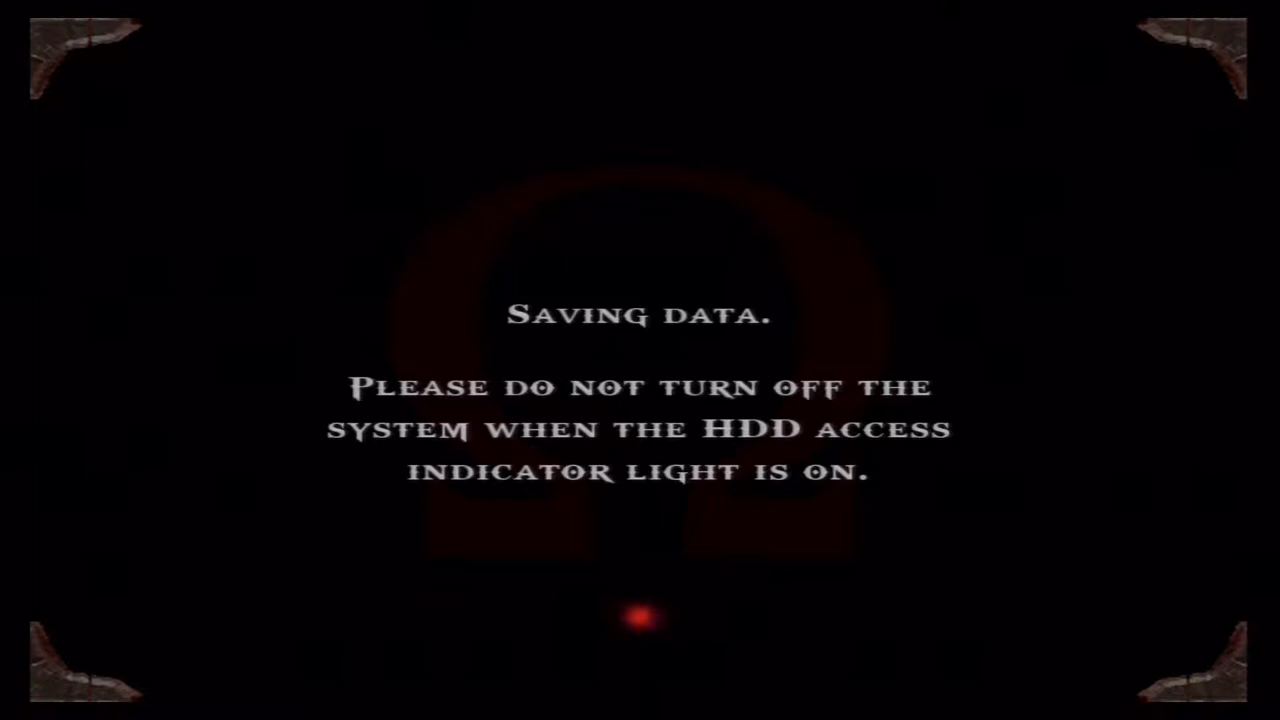 Saving data.
Please do not turn off the
system when the HDD access
indicator light is on.